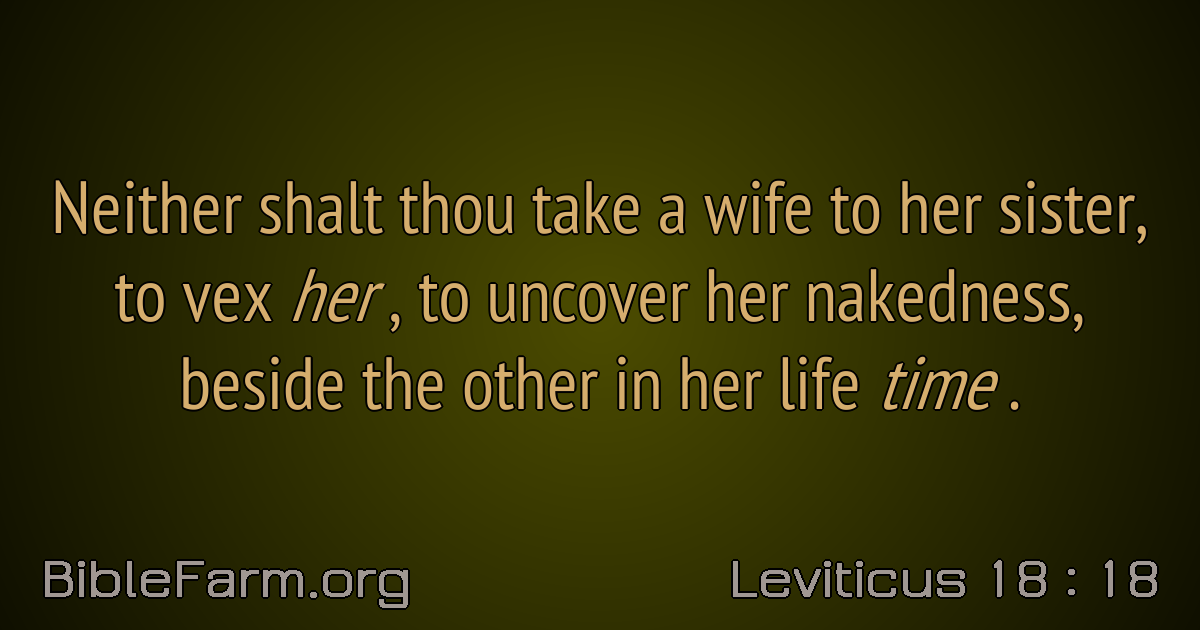 Neither shalt thou take a wife to her sister,
to vex her , to uncover her nakedness,
beside the other in her life time .
BibleFarm.org
Leviticus 18 : 18